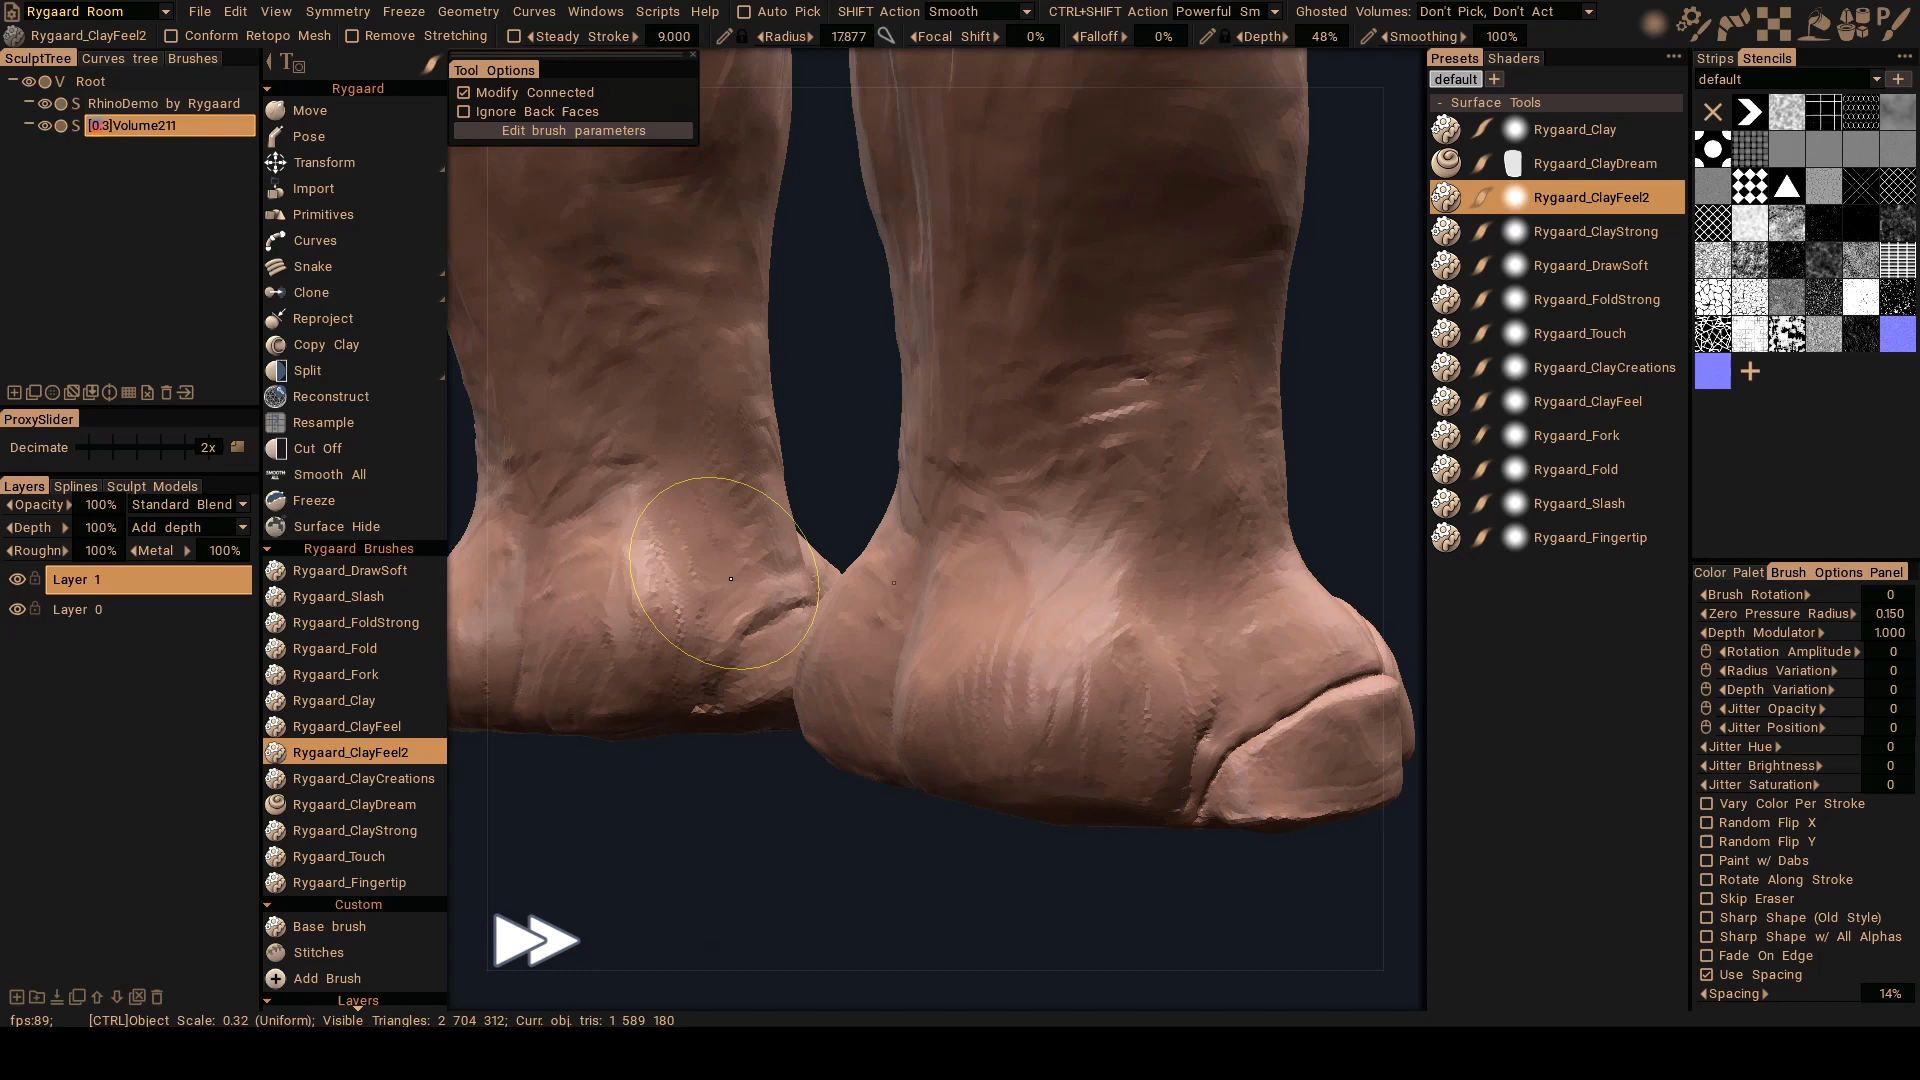 Rygaard Room File Edit View Symmetry Freeze Geometry Curves Windows Scripts Help Auto Pick SHIFT Action Smooth CTRL+SHIFT Action Powerful Sm Ghosted Volumes: Don't Pick, Don't Act
Rygaard_ClayFeel2 Conform Retopo Mesh Remove Stretching Steady Stroke 9.000 Radius 17.877 Focal Shift 0% Falloff 0% Depth 48% Smoothing 100%
SculptTree Curves tree Brushes
V Root
S RhinoDemo by Rygaard
S [0.3]Volume211
ProxySlider
Decimate 2x
Layers Splines Sculpt Models
Opacity 100% Standard Blend
Depth 100% Add depth
Roughn 100% Metal 100%
Layer 1
Layer 0
Rygaard
Move
Pose
Transform
Import
Primitives
Curves
Snake
Clone
Reproject
Copy Clay
Split
Reconstruct
Resample
Cut Off
SMOOTH ALL Smooth All
Freeze
Surface Hide
Rygaard Brushes
Rygaard_DrawSoft
Rygaard_Slash
Rygaard_FoldStrong
Rygaard_Fold
Rygaard_Fork
Rygaard_Clay
Rygaard_ClayFeel
Rygaard_ClayFeel2
Rygaard_ClayCreations
Rygaard_ClayDream
Rygaard_ClayStrong
Rygaard_Touch
Rygaard_Fingertip
Custom
Base brush
Stitches
Add Brush
Layers
Tool Options
Modify Connected
Ignore Back Faces
Edit brush parameters
Presets Shaders
default
- Surface Tools
Rygaard_Clay
Rygaard_ClayDream
Rygaard_ClayFeel2
Rygaard_ClayStrong
Rygaard_DrawSoft
Rygaard_FoldStrong
Rygaard_Touch
Rygaard_ClayCreations
Rygaard_ClayFeel
Rygaard_Fork
Rygaard_Fold
Rygaard_Slash
Rygaard_Fingertip
Strips Stencils
default
Color Palet Brush Options Panel
Brush Rotation 0
Zero Pressure Radius 0.150
Depth Modulator 1.000
Rotation Amplitude 0
Radius Variation 0
Depth Variation 0
Jitter Opacity 0
Jitter Position 0
Jitter Hue 0
Jitter Brightness 0
Jitter Saturation 0
Vary Color Per Stroke
Random Flip X
Random Flip Y
Paint w/ Dabs
Rotate Along Stroke
Skip Eraser
Sharp Shape (Old Style)
Sharp Shape w/ All Alphas
Fade On Edge
Use Spacing
Spacing 14%
fps:89; [CTRL]Object Scale: 0.32 (Uniform); Visible Triangles: 2 704 312; Curr. obj. tris: 1 589 180